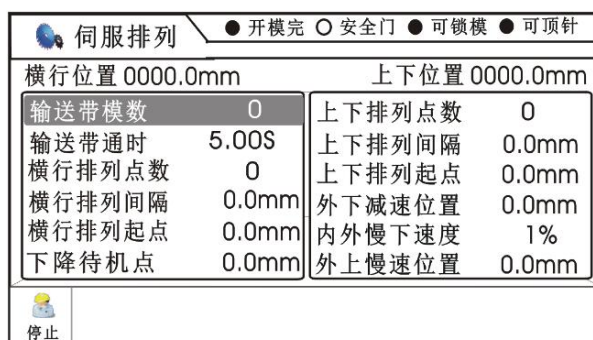 伺服排列
● 开模完 ○ 安全门 ● 可锁模 ● 可顶针
横行位置 0000.0mm 上下位置 0000.0mm
输送带模数 0
输送带通时 5.00S
横行排列点数 0
横行排列间隔 0.0mm
横行排列起点 0.0mm
下降待机点 0.0mm
上下排列点数 0
上下排列间隔 0.0mm
上下排列起点 0.0mm
外下减速位置 0.0mm
内外慢下速度 1%
外上慢速位置 0.0mm
停止